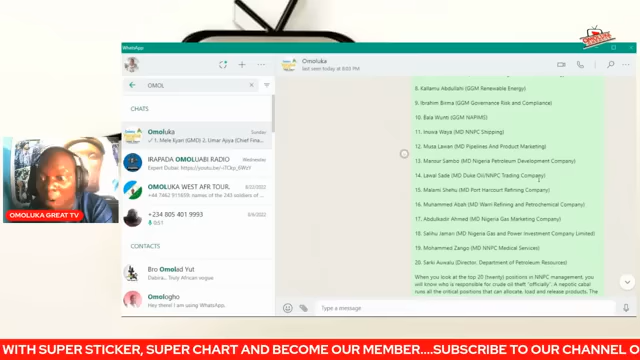 WhatsApp
OMOL
CHATS
Omoluka
Sunday
✓ 1. Mele Kyari (GMD) 2. Umar Ajiya (Chief Fina...
IRAPADA OMOLUABI RADIO
Wednesday
OMOLUKA WEST AFR TOUR.
8/22/2022
+44 7462 911659: names of the 243 soldiers of
+234 805 401 9993
8/6/2022
0:51
CONTACTS
Bro Omolad Yut
Debora... Truly African vogue
Omologho
Hey there! I am using WhatsApp.
Omoluka
last seen today at 9:03 PM
8. Kaltamu Abdullahi (GGM Renewable Energy)
9. Ibrahim Birma (GGM Governance Risk and Compliance)
10. Bala Wunti (GGM NAPIMS)
11. Inuwa Waya (MD NNPC Shipping)
12. Musa Lawan (MD Pipelines And Product Marketing)
13. Mansur Sambo (MD Nigeria Petroleum Development Company)
14. Lawal Sade (MD Duke Oil/NNPC Trading Company)
15. Malami Shehu (MD Port Harcourt Refining Company)
16. Muhammed Abah (MD Warri Refining and Petrochemical Company)
17. Abdulkadir Ahmed (MD Nigeria Gas Marketing Company)
18. Salihu Jamari (MD Nigeria Gas and Power Investment Company Limited)
19. Mohammed Zango (MD NNPC Medical Services)
20. Sarki Auwalu (Director, Department of Petroleum Resources)
When you look at the top 20 (twenty) positions in NNPC management, you
will know who is responsible for crude oil theft "officially". A nepotic cabal
runs all the critical positions that can allocate, load and release products. The
Type a message
OMOLUKA GREAT TV
WITH SUPER STICKER, SUPER CHART AND BECOME OUR MEMBER....SUBSCRIBE TO OUR CHANNEL O